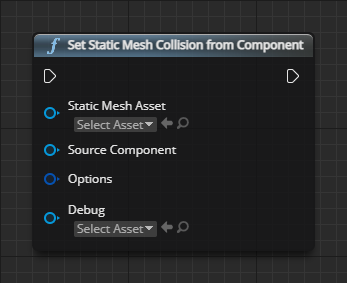 f Set Static Mesh Collision from Component
Static Mesh Asset
Select Asset
Source Component
Options
Debug
Select Asset